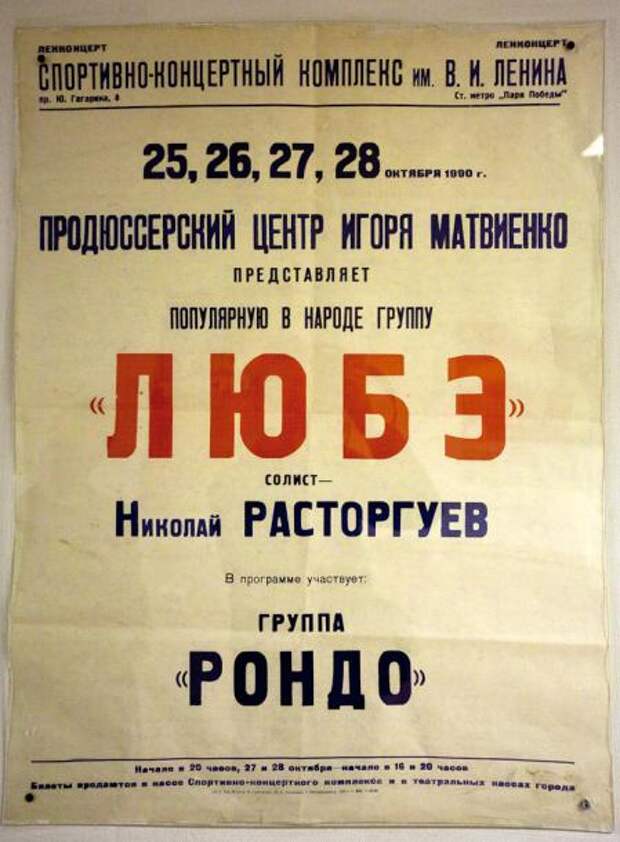 ЛЕНКОНЦЕРТ ЛЕНКОНЦЕРТ
СПОРТИВНО-КОНЦЕРТНЫЙ КОМПЛЕКС ИМ. В. И. ЛЕНИНА
пр. Ю. Гагарина, 8 Ст. метро „Парк Победы"
25, 26, 27, 28 ОКТЯБРЯ 1990 г.
ПРОДЮССЕРСКИЙ ЦЕНТР ИГОРЯ МАТВИЕНКО
ПРЕДСТАВЛЯЕТ
ПОПУЛЯРНУЮ В НАРОДЕ ГРУППУ
«ЛЮБЭ»
СОЛИСТ—
Николай РАСТОРГУЕВ
В программе участвует:
ГРУППА
«РОНДО»
Начало в 20 часов, 27 и 28 октября—начало в 16 и 20 часов
Билеты продаются в кассе Спортивно-концертного комплекса и в театральных кассах города